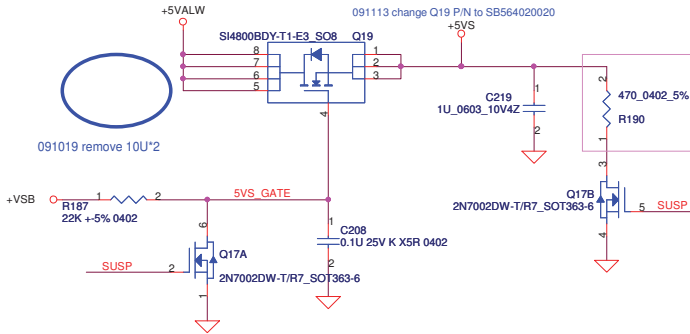 +5VALW
091113 change Q19 P/N to SB564020020
+5VS
SI4800BDY-T1-E3_SO8 Q19
8
7
6
5
1
2
3
4
2
470_0402_5%
R190
1
1
C219
1U_0603_10V4Z
2
091019 remove 10U*2
3
Q17B
2N7002DW-T/R7_SOT363-6
5
SUSP
4
+VSB
1
2
R187
22K +-5% 0402
5VS_GATE
6
1
C208
0.1U 25V K X5R 0402
2
Q17A
2N7002DW-T/R7_SOT363-6
SUSP
2
1